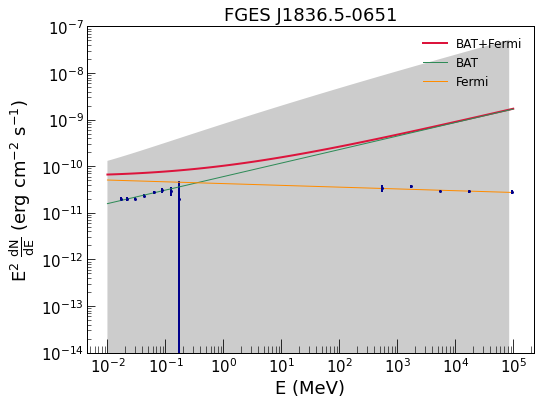 FGES J1836.5-0651
BAT+Fermi
BAT
Fermi
E² dN/dE (erg cm⁻² s⁻¹)
10⁻⁷
10⁻⁸
10⁻⁹
10⁻¹⁰
10⁻¹¹
10⁻¹²
10⁻¹³
10⁻¹⁴
10⁻² 10⁻¹ 10⁰ 10¹ 10² 10³ 10⁴ 10⁵
E (MeV)